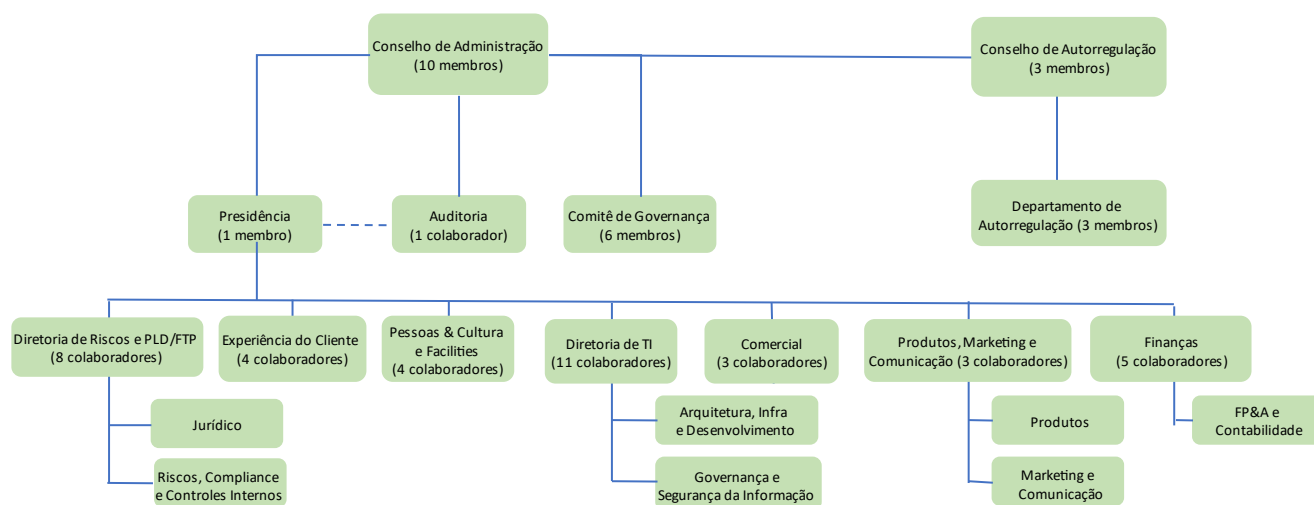 Conselho de Administração
(10 membros)
Conselho de Autorregulação
(3 membros)
Presidência
(1 membro)
Auditoria
(1 colaborador)
Comitê de Governança
(6 membros)
Departamento de
Autorregulação (3 membros)
Diretoria de Riscos e PLD/FTP
(8 colaboradores)
Experiência do Cliente
(4 colaboradores)
Pessoas & Cultura
e Facilities
(4 colaboradores)
Diretoria de TI
(11 colaboradores)
Comercial
(3 colaboradores)
Produtos, Marketing e
Comunicação (3 colaboradores)
Finanças
(5 colaboradores)
Jurídico
Arquitetura, Infra
e Desenvolvimento
Produtos
FP&A e
Contabilidade
Riscos, Compliance
e Controles Internos
Governança e
Segurança da Informação
Marketing e
Comunicação